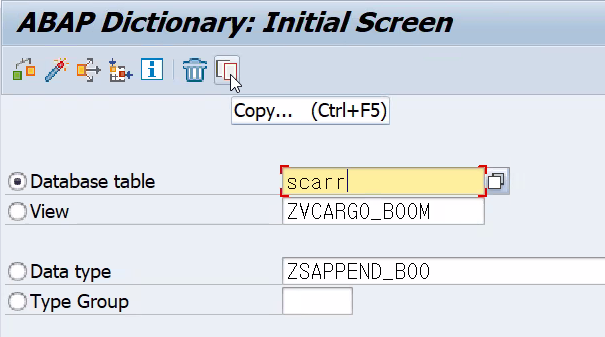 ABAP Dictionary: Initial Screen
Copy... (Ctrl+F5)
Database table scarr
View ZVCARGO_BOOM
Data type ZSAPPEND_BOO
Type Group